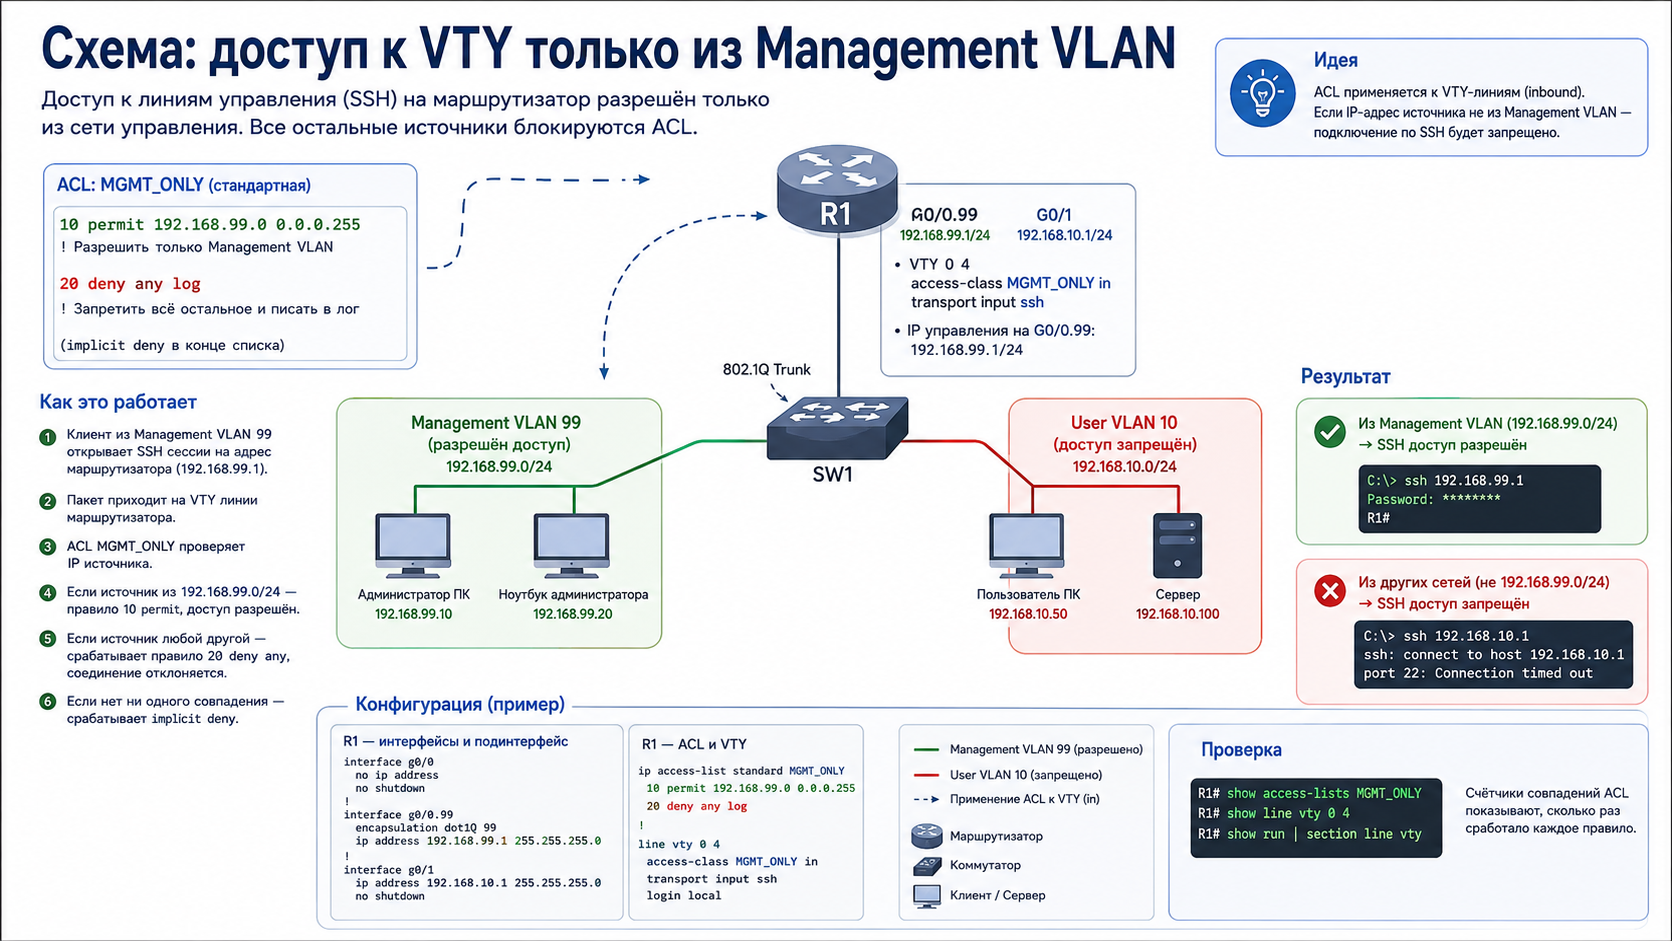 Схема: доступ к VTY только из Management VLAN
Доступ к линиям управления (SSH) на маршрутизатор разрешён только
из сети управления. Все остальные источники блокируются ACL.
Идея
ACL применяется к VTY-линиям (inbound).
Если IP-адрес источника не из Management VLAN —
подключение по SSH будет запрещено.
ACL: MGMT_ONLY (стандартная)
10 permit 192.168.99.0 0.0.0.255
! Разрешить только Management VLAN
20 deny any log
! Запретить всё остальное и писать в лог
(implicit deny в конце списка)
R1
G0/0.99
192.168.99.1/24
G0/1
192.168.10.1/24
• VTY 0 4
access-class MGMT_ONLY in
transport input ssh
• IP управления на G0/0.99:
192.168.99.1/24
802.1Q Trunk
SW1
Как это работает
1 Клиент из Management VLAN 99
открывает SSH сессии на адрес
маршрутизатора (192.168.99.1).
2 Пакет приходит на VTY линии
маршрутизатора.
3 ACL MGMT_ONLY проверяет
IP источника.
4 Если источник из 192.168.99.0/24 —
правило 10 permit, доступ разрешён.
5 Если источник любой другой —
срабатывает правило 20 deny any,
соединение отклоняется.
6 Если нет ни одного совпадения —
срабатывает implicit deny.
Management VLAN 99
(разрешён доступ)
192.168.99.0/24
Администратор ПК
192.168.99.10
Ноутбук администратора
192.168.99.20
User VLAN 10
(доступ запрещён)
192.168.10.0/24
Пользователь ПК
192.168.10.50
Сервер
192.168.10.100
Результат
Из Management VLAN (192.168.99.0/24)
→ SSH доступ разрешён
C:\> ssh 192.168.99.1
Password: ********
R1#
Из других сетей (не 192.168.99.0/24)
→ SSH доступ запрещён
C:\> ssh 192.168.10.1
ssh: connect to host 192.168.10.1
port 22: Connection timed out
Конфигурация (пример)
R1 — интерфейсы и подинтерфейс
interface g0/0
no ip address
no shutdown
!
interface g0/0.99
encapsulation dot1Q 99
ip address 192.168.99.1 255.255.255.0
!
interface g0/1
ip address 192.168.10.1 255.255.255.0
no shutdown
R1 — ACL и VTY
ip access-list standard MGMT_ONLY
10 permit 192.168.99.0 0.0.0.255
20 deny any log
!
line vty 0 4
access-class MGMT_ONLY in
transport input ssh
login local
Management VLAN 99 (разрешено)
User VLAN 10 (запрещено)
Применение ACL к VTY (in)
Маршрутизатор
Коммутатор
Клиент / Сервер
Проверка
R1# show access-lists MGMT_ONLY
R1# show line vty 0 4
R1# show run | section line vty
Счётчики совпадений ACL
показывают, сколько раз
сработало каждое правило.